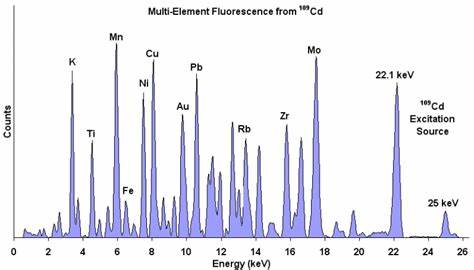 Multi-Element Fluorescence from ¹⁰⁹Cd
Mn
Mo
Cu
K
Pb
22.1 keV
Ni
¹⁰⁹Cd
Excitation
Source
Au
Zr
Ti
Rb
Fe
25 keV
Counts
0 2 4 6 8 10 12 14 16 18 20 22 24 26
Energy (keV)